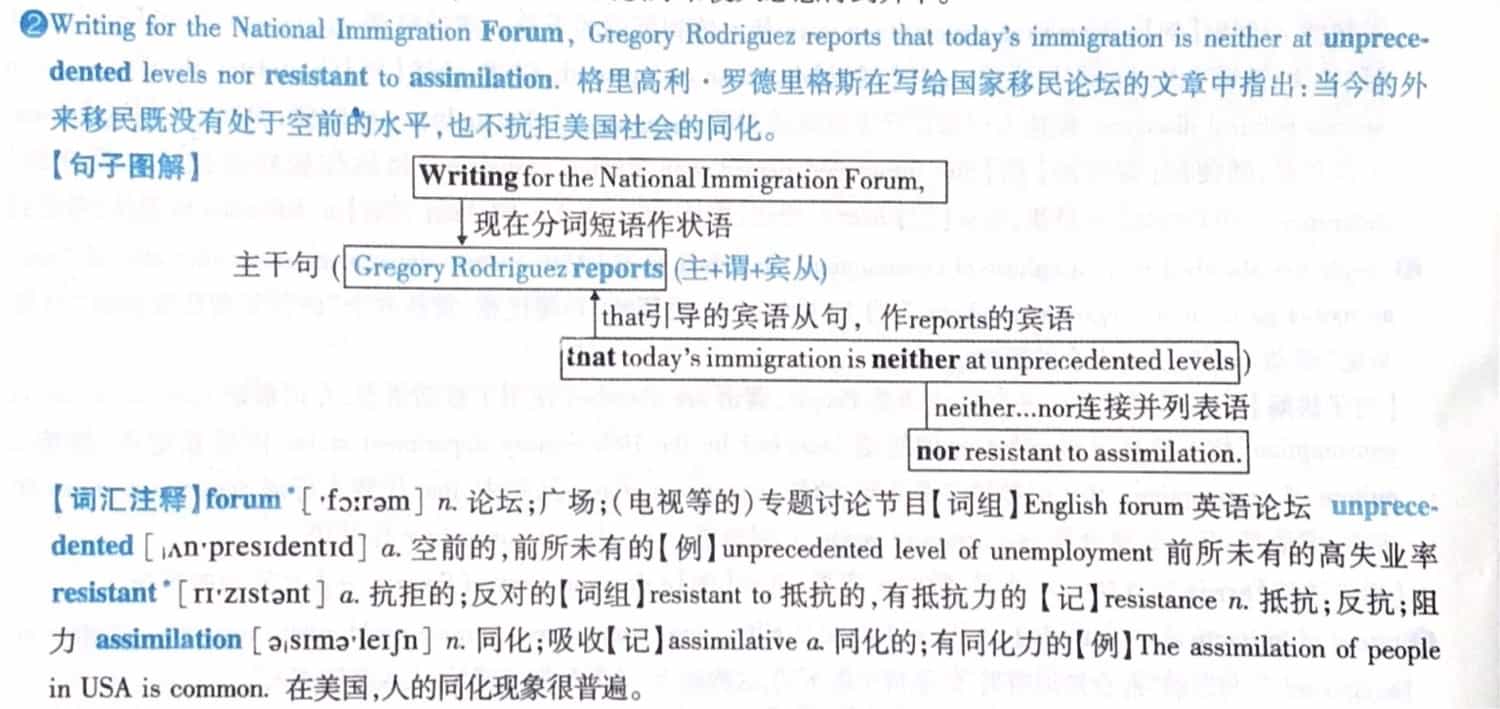 ❷Writing for the National Immigration Forum, Gregory Rodriguez reports that today's immigration is neither at unprece-
dented levels nor resistant to assimilation. 格里高利·罗德里格斯在写给国家移民论坛的文章中指出:当今的外
来移民既没有处于空前的水平,也不抗拒美国社会的同化。
【句子图解】
Writing for the National Immigration Forum,
现在分词短语作状语
主干句 ( Gregory Rodriguez reports (主+谓+宾从)
that引导的宾语从句，作reports的宾语
that today's immigration is neither at unprecedented levels )
neither...nor连接并列表语
nor resistant to assimilation.
【词汇注释】forum* [ˈfɔːrəm] n. 论坛;广场;(电视等的)专题讨论节目【词组】English forum 英语论坛 unprece-
dented [ˌʌnˈpresɪdentɪd] a. 空前的,前所未有的【例】unprecedented level of unemployment 前所未有的高失业率
resistant* [rɪˈzɪstənt] a. 抗拒的;反对的【词组】resistant to 抵抗的,有抵抗力的 【记】resistance n. 抵抗;反抗;阻
力 assimilation [əˌsɪməˈleɪʃn] n. 同化;吸收【记】assimilative a. 同化的;有同化力的【例】The assimilation of people
in USA is common. 在美国,人的同化现象很普遍。